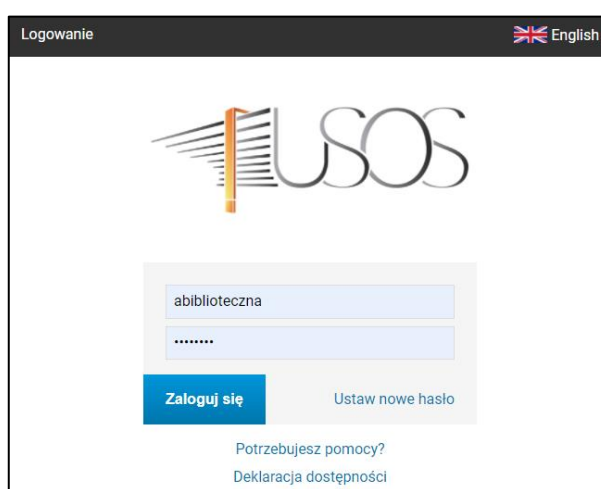 Logowanie English
USOS
abiblioteczna
••••••••
Zaloguj się Ustaw nowe hasło
Potrzebujesz pomocy?
Deklaracja dostępności